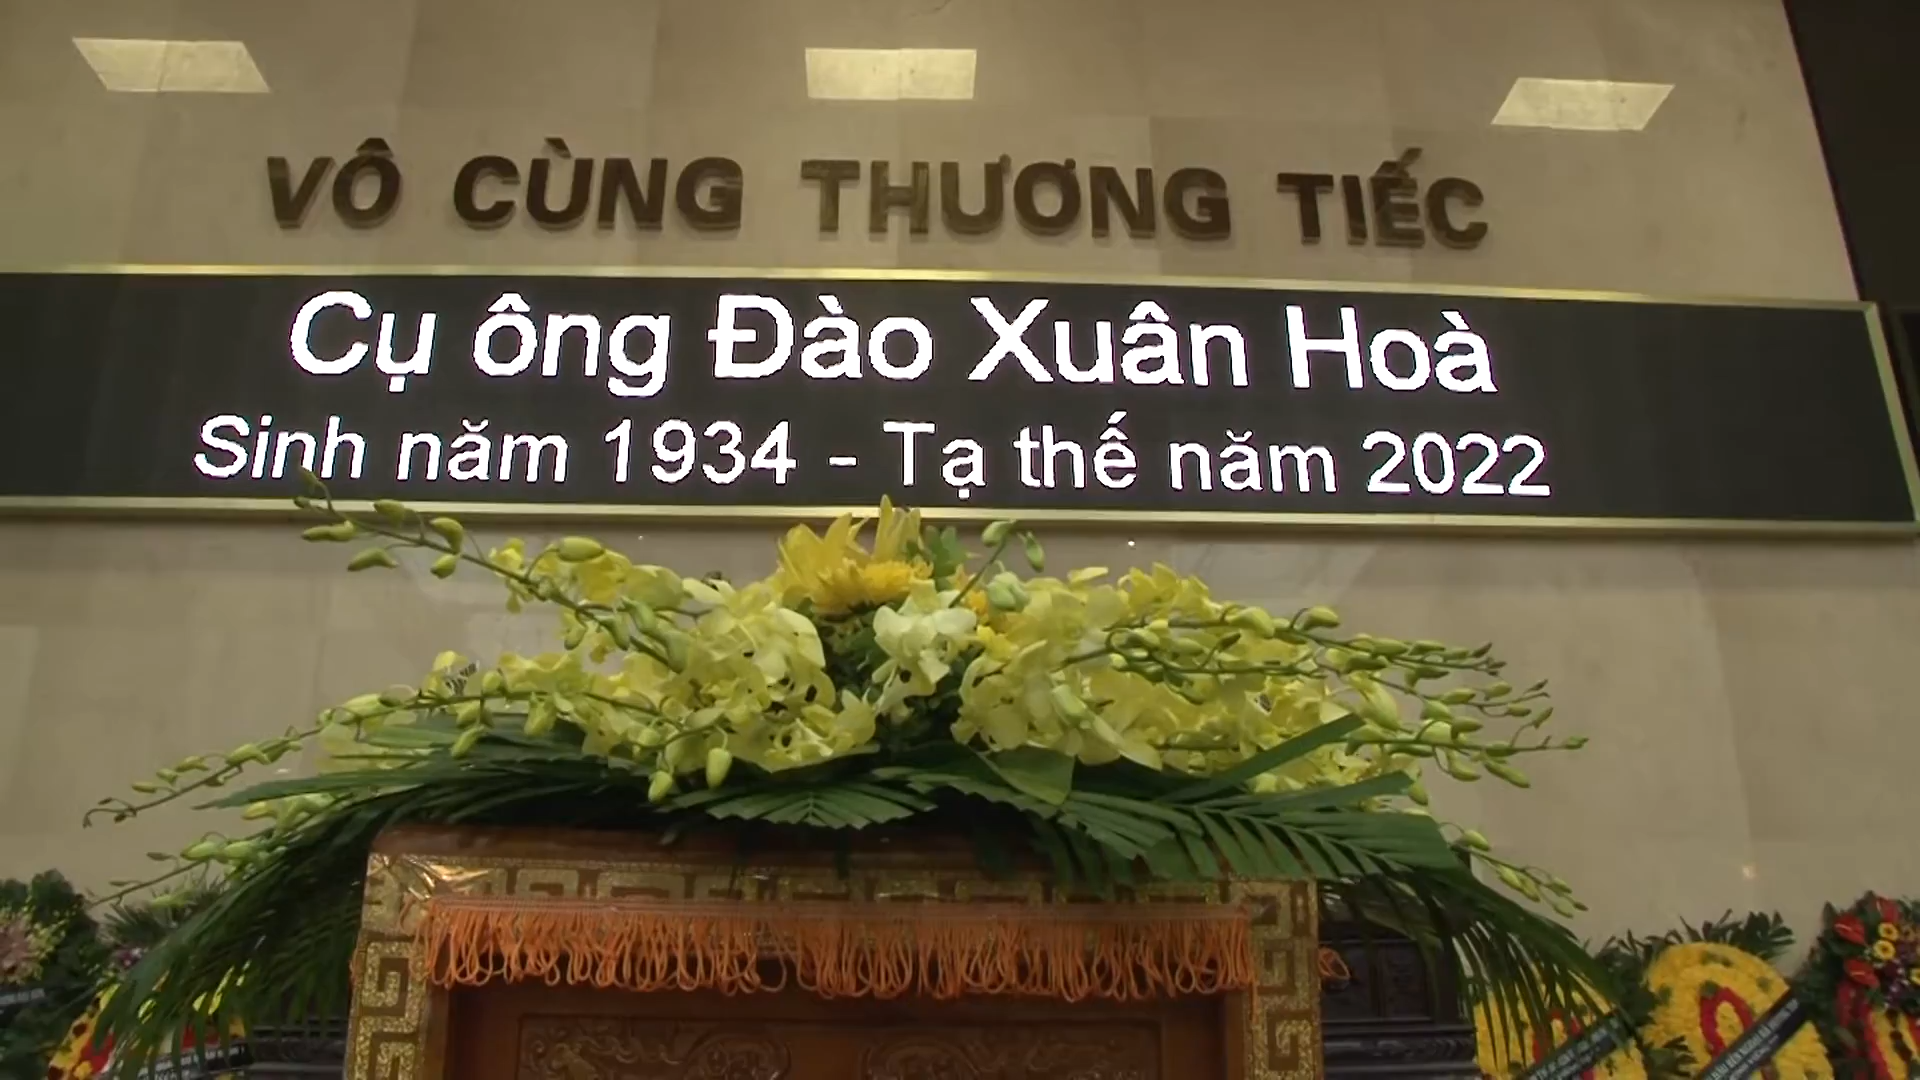 VÔ CÙNG THƯƠNG TIẾC
Cụ ông Đào Xuân Hoà
Sinh năm 1934 - Tạ thế năm 2022